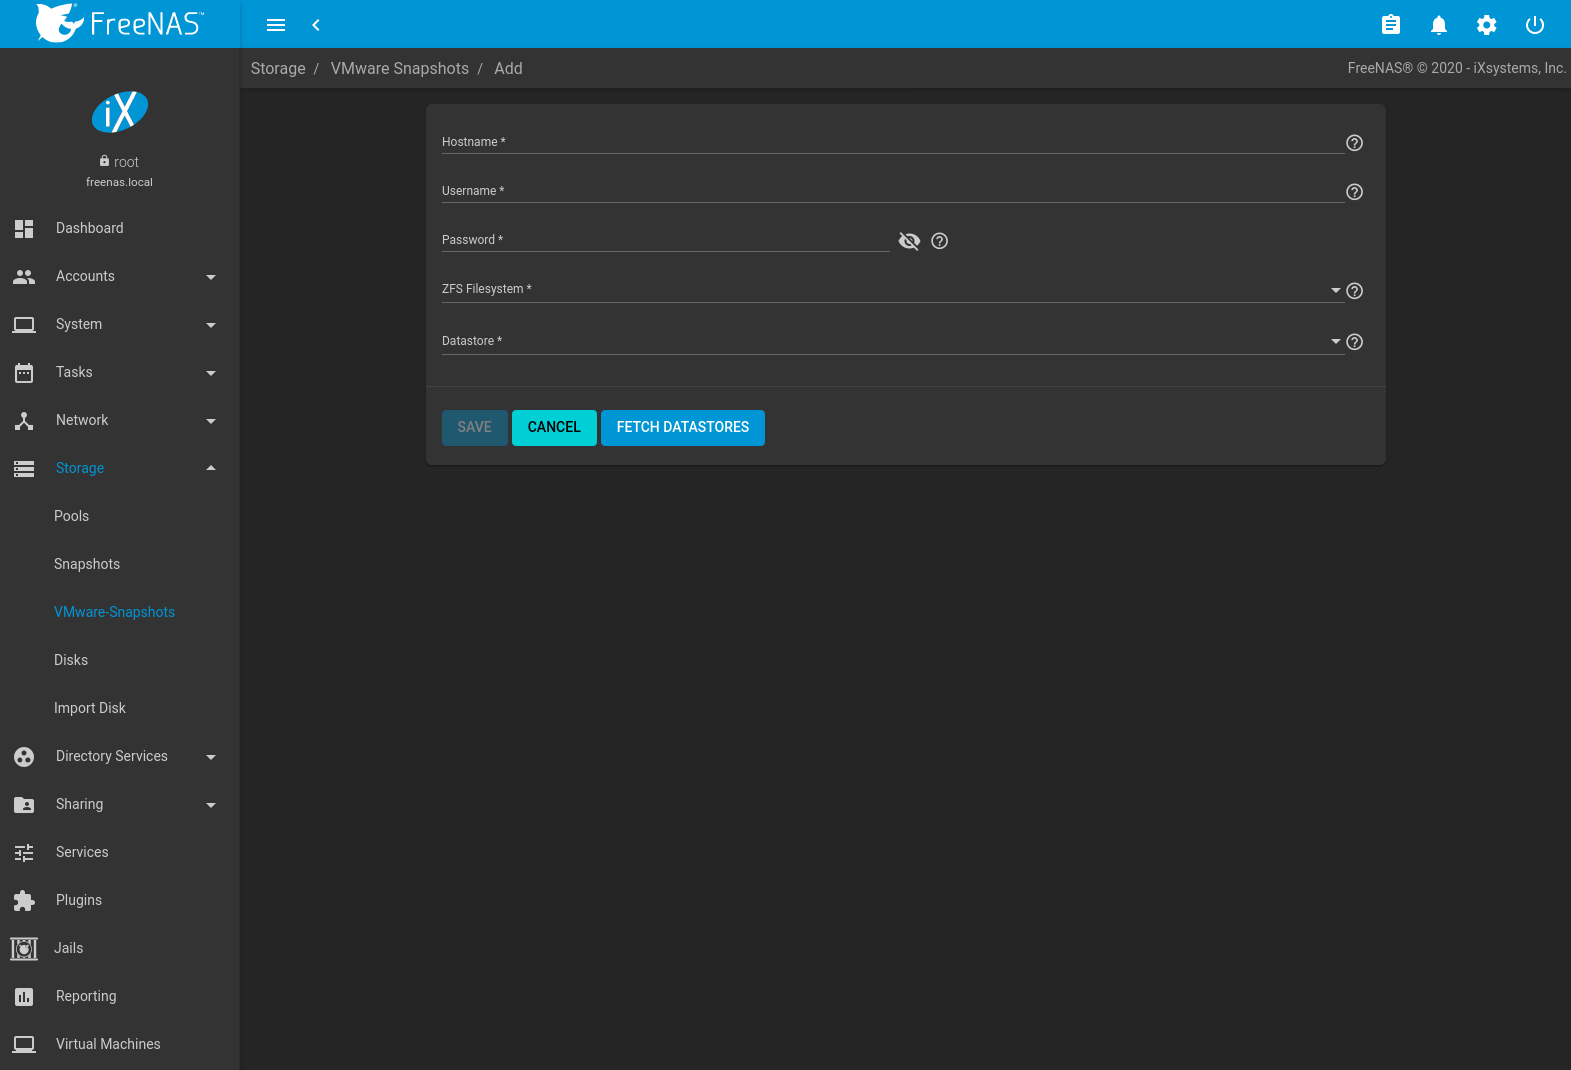 FreeNAS™
Storage / VMware Snapshots / Add
FreeNAS® © 2020 - iXsystems, Inc.
iX
root
freenas.local
Dashboard
Accounts
System
Tasks
Network
Storage
Pools
Snapshots
VMware-Snapshots
Disks
Import Disk
Directory Services
Sharing
Services
Plugins
Jails
Reporting
Virtual Machines
Hostname *
Username *
Password *
ZFS Filesystem *
Datastore *
SAVE CANCEL FETCH DATASTORES